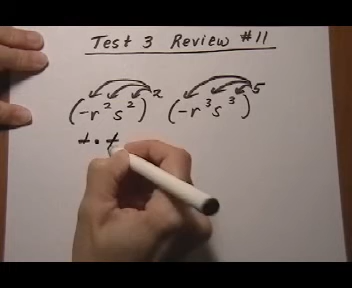 Test 3 Review #11
(-r²s²)² (-r³s³)⁵
+ · +